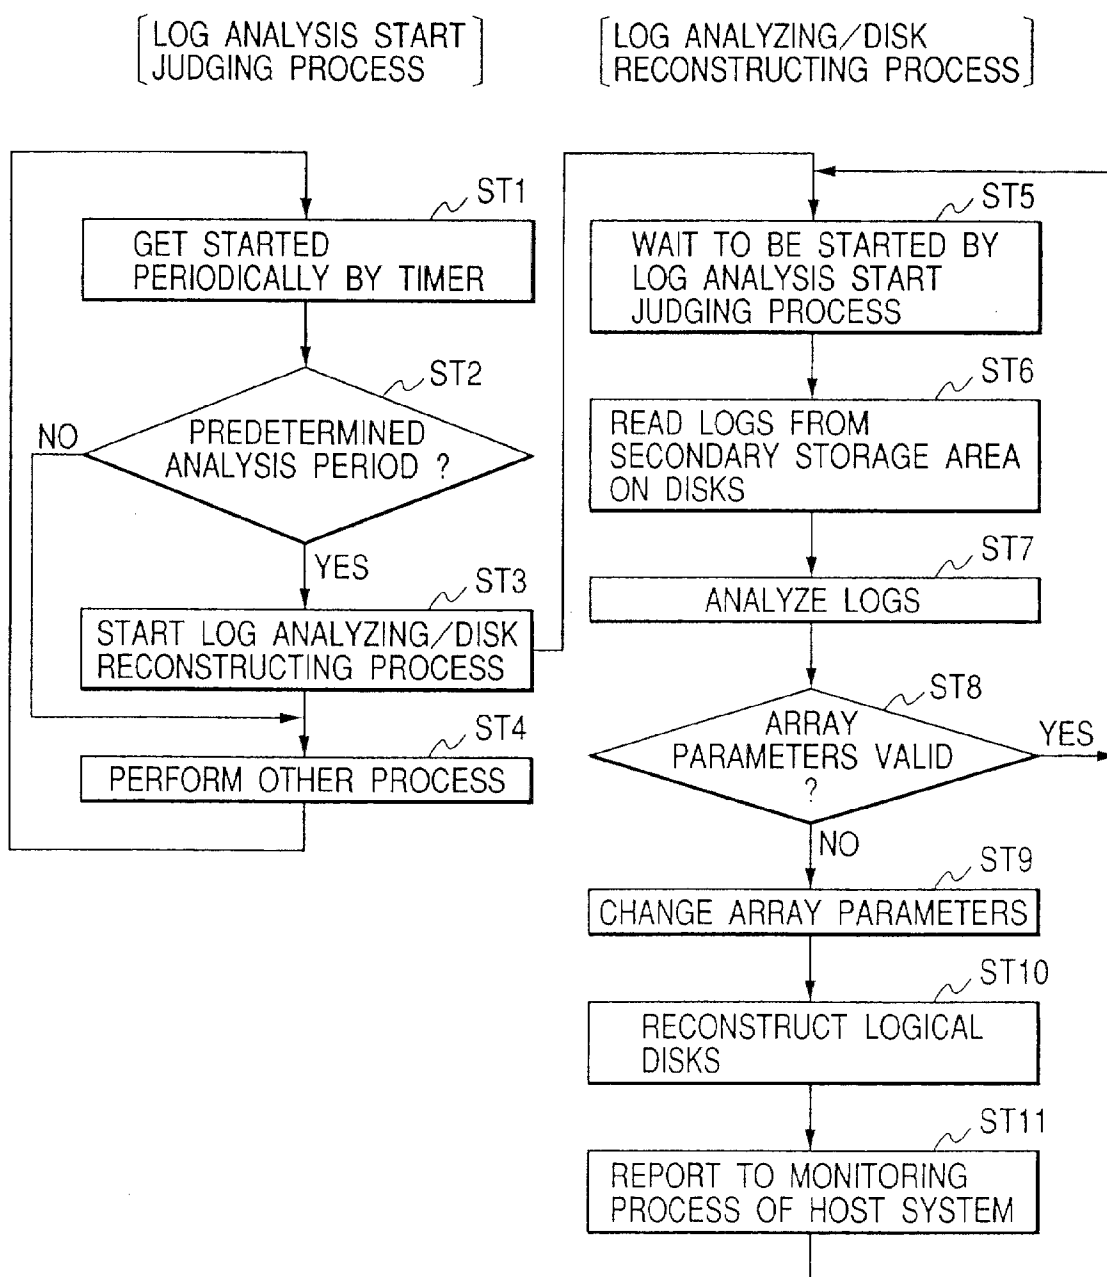 LOG ANALYSIS START
JUDGING PROCESS
ST1
GET STARTED
PERIODICALLY BY TIMER
ST2
NO
PREDETERMINED
ANALYSIS PERIOD ?
YES
ST3
START LOG ANALYZING/DISK
RECONSTRUCTING PROCESS
ST4
PERFORM OTHER PROCESS
LOG ANALYZING/DISK
RECONSTRUCTING PROCESS
ST5
WAIT TO BE STARTED BY
LOG ANALYSIS START
JUDGING PROCESS
ST6
READ LOGS FROM
SECONDARY STORAGE AREA
ON DISKS
ST7
ANALYZE LOGS
ST8
ARRAY
PARAMETERS VALID
?
YES
NO
ST9
CHANGE ARRAY PARAMETERS
ST10
RECONSTRUCT LOGICAL
DISKS
ST11
REPORT TO MONITORING
PROCESS OF HOST SYSTEM